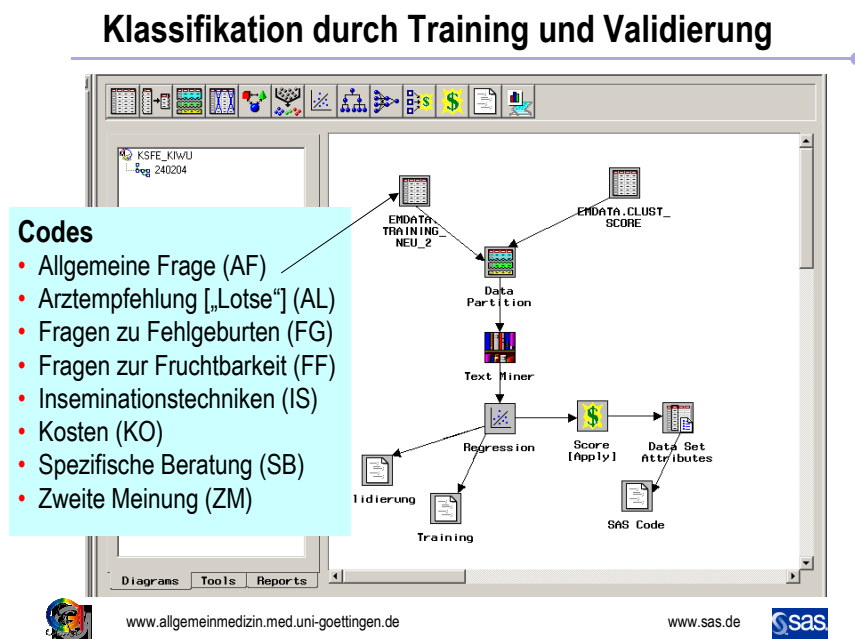 Klassifikation durch Training und Validierung
KSFE_KIWU
240204
EMDATA.
TRAINING_
NEU_2
EMDATA.CLUST_
SCORE
Data
Partition
Text Miner
Regression
Score
[Apply]
Data Set
Attributes
lidierung
Training
SAS Code
Codes
• Allgemeine Frage (AF)
• Arztempfehlung [„Lotse“] (AL)
• Fragen zu Fehlgeburten (FG)
• Fragen zur Fruchtbarkeit (FF)
• Inseminationstechniken (IS)
• Kosten (KO)
• Spezifische Beratung (SB)
• Zweite Meinung (ZM)
Diagrams Tools Reports
www.allgemeinmedizin.med.uni-goettingen.de
www.sas.de
sas.